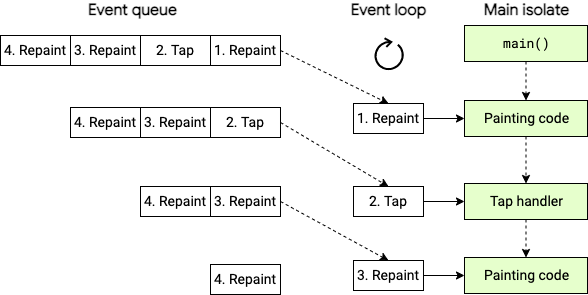 Event queue Event loop Main isolate
4. Repaint 3. Repaint 2. Tap 1. Repaint main()
1. Repaint Painting code
4. Repaint 3. Repaint 2. Tap
2. Tap Tap handler
4. Repaint 3. Repaint
3. Repaint Painting code
4. Repaint